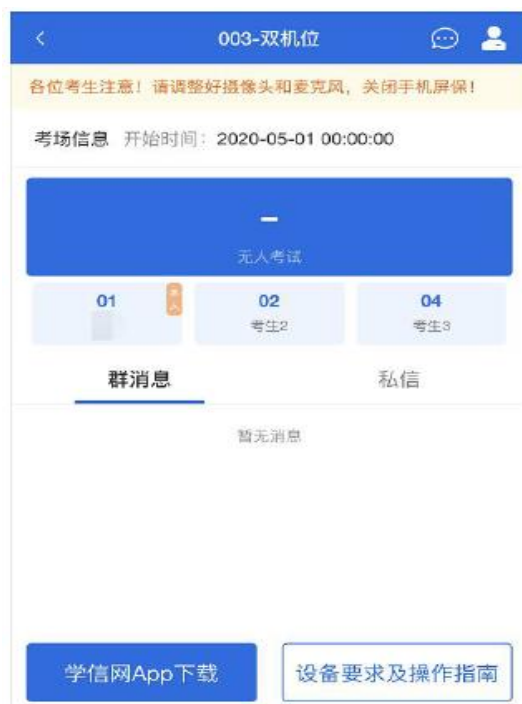 003-双机位
各位考生注意！请调整好摄像头和麦克风，关闭手机屏保！
考场信息 开始时间：2020-05-01 00:00:00
–
无人考试
01 本人 02 04
考生2 考生3
群消息 私信
暂无消息
学信网App下载 设备要求及操作指南